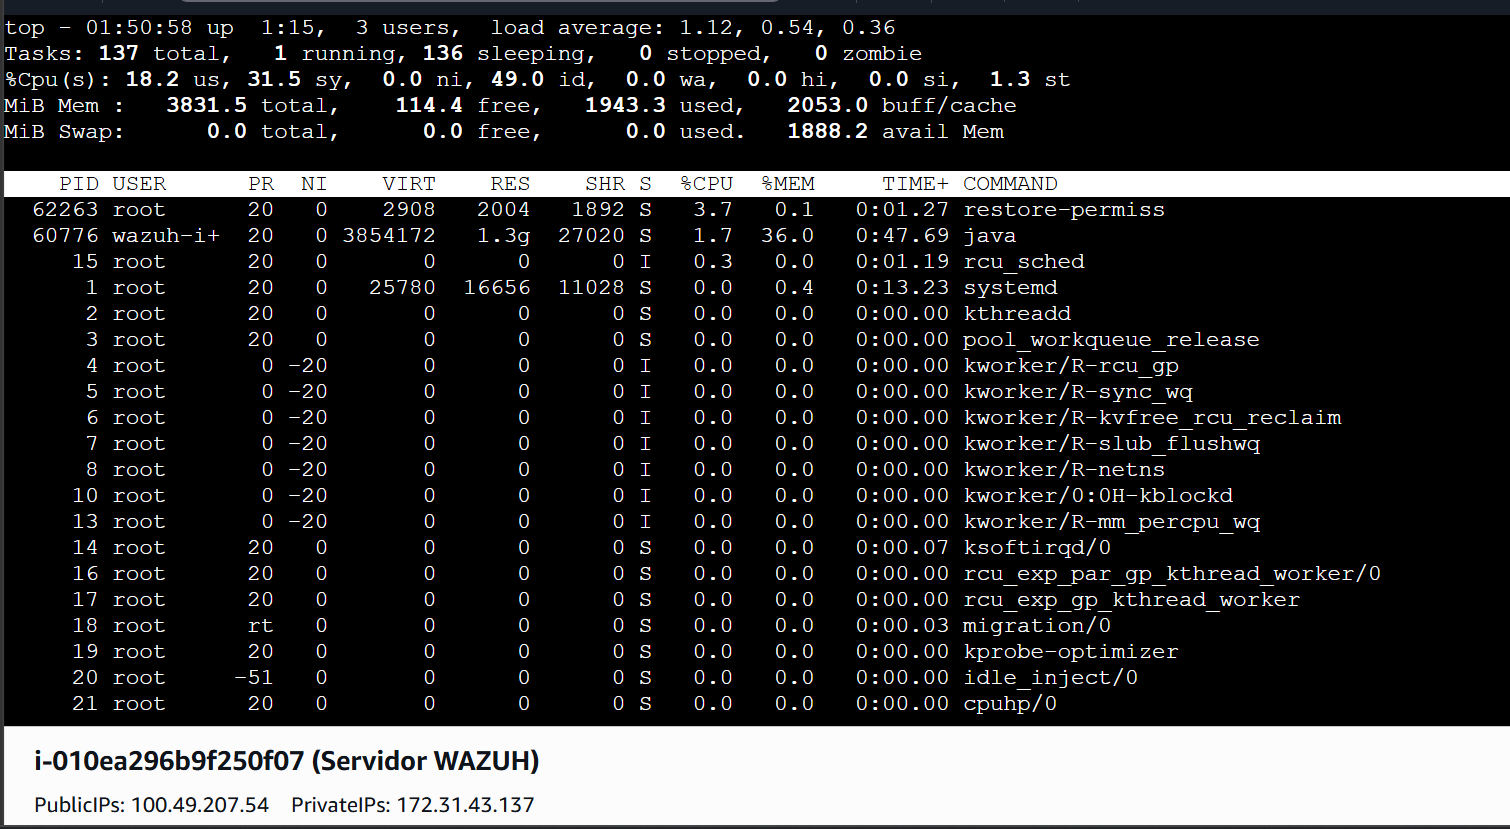 top - 01:50:58 up  1:15,  3 users,  load average: 1.12, 0.54, 0.36
Tasks: 137 total,   1 running, 136 sleeping,   0 stopped,   0 zombie
%Cpu(s): 18.2 us, 31.5 sy,  0.0 ni, 49.0 id,  0.0 wa,  0.0 hi,  0.0 si,  1.3 st
MiB Mem :   3831.5 total,    114.4 free,   1943.3 used,   2053.0 buff/cache
MiB Swap:      0.0 total,      0.0 free,      0.0 used.   1888.2 avail Mem
    PID USER      PR  NI    VIRT    RES    SHR S  %CPU  %MEM     TIME+ COMMAND
  62263 root      20   0    2908   2004   1892 S   3.7   0.1   0:01.27 restore-permiss
  60776 wazuh-i+  20   0 3854172   1.3g  27020 S   1.7  36.0   0:47.69 java
     15 root      20   0       0      0      0 I   0.3   0.0   0:01.19 rcu_sched
      1 root      20   0   25780  16656  11028 S   0.0   0.4   0:13.23 systemd
      2 root      20   0       0      0      0 S   0.0   0.0   0:00.00 kthreadd
      3 root      20   0       0      0      0 S   0.0   0.0   0:00.00 pool_workqueue_release
      4 root       0 -20       0      0      0 I   0.0   0.0   0:00.00 kworker/R-rcu_gp
      5 root       0 -20       0      0      0 I   0.0   0.0   0:00.00 kworker/R-sync_wq
      6 root       0 -20       0      0      0 I   0.0   0.0   0:00.00 kworker/R-kvfree_rcu_reclaim
      7 root       0 -20       0      0      0 I   0.0   0.0   0:00.00 kworker/R-slub_flushwq
      8 root       0 -20       0      0      0 I   0.0   0.0   0:00.00 kworker/R-netns
     10 root       0 -20       0      0      0 I   0.0   0.0   0:00.00 kworker/0:0H-kblockd
     13 root       0 -20       0      0      0 I   0.0   0.0   0:00.00 kworker/R-mm_percpu_wq
     14 root      20   0       0      0      0 S   0.0   0.0   0:00.07 ksoftirqd/0
     16 root      20   0       0      0      0 S   0.0   0.0   0:00.00 rcu_exp_par_gp_kthread_worker/0
     17 root      20   0       0      0      0 S   0.0   0.0   0:00.00 rcu_exp_gp_kthread_worker
     18 root      rt   0       0      0      0 S   0.0   0.0   0:00.03 migration/0
     19 root      20   0       0      0      0 S   0.0   0.0   0:00.00 kprobe-optimizer
     20 root     -51   0       0      0      0 S   0.0   0.0   0:00.00 idle_inject/0
     21 root      20   0       0      0      0 S   0.0   0.0   0:00.00 cpuhp/0
i-010ea296b9f250f07 (Servidor WAZUH)
PublicIPs: 100.49.207.54    PrivateIPs: 172.31.43.137